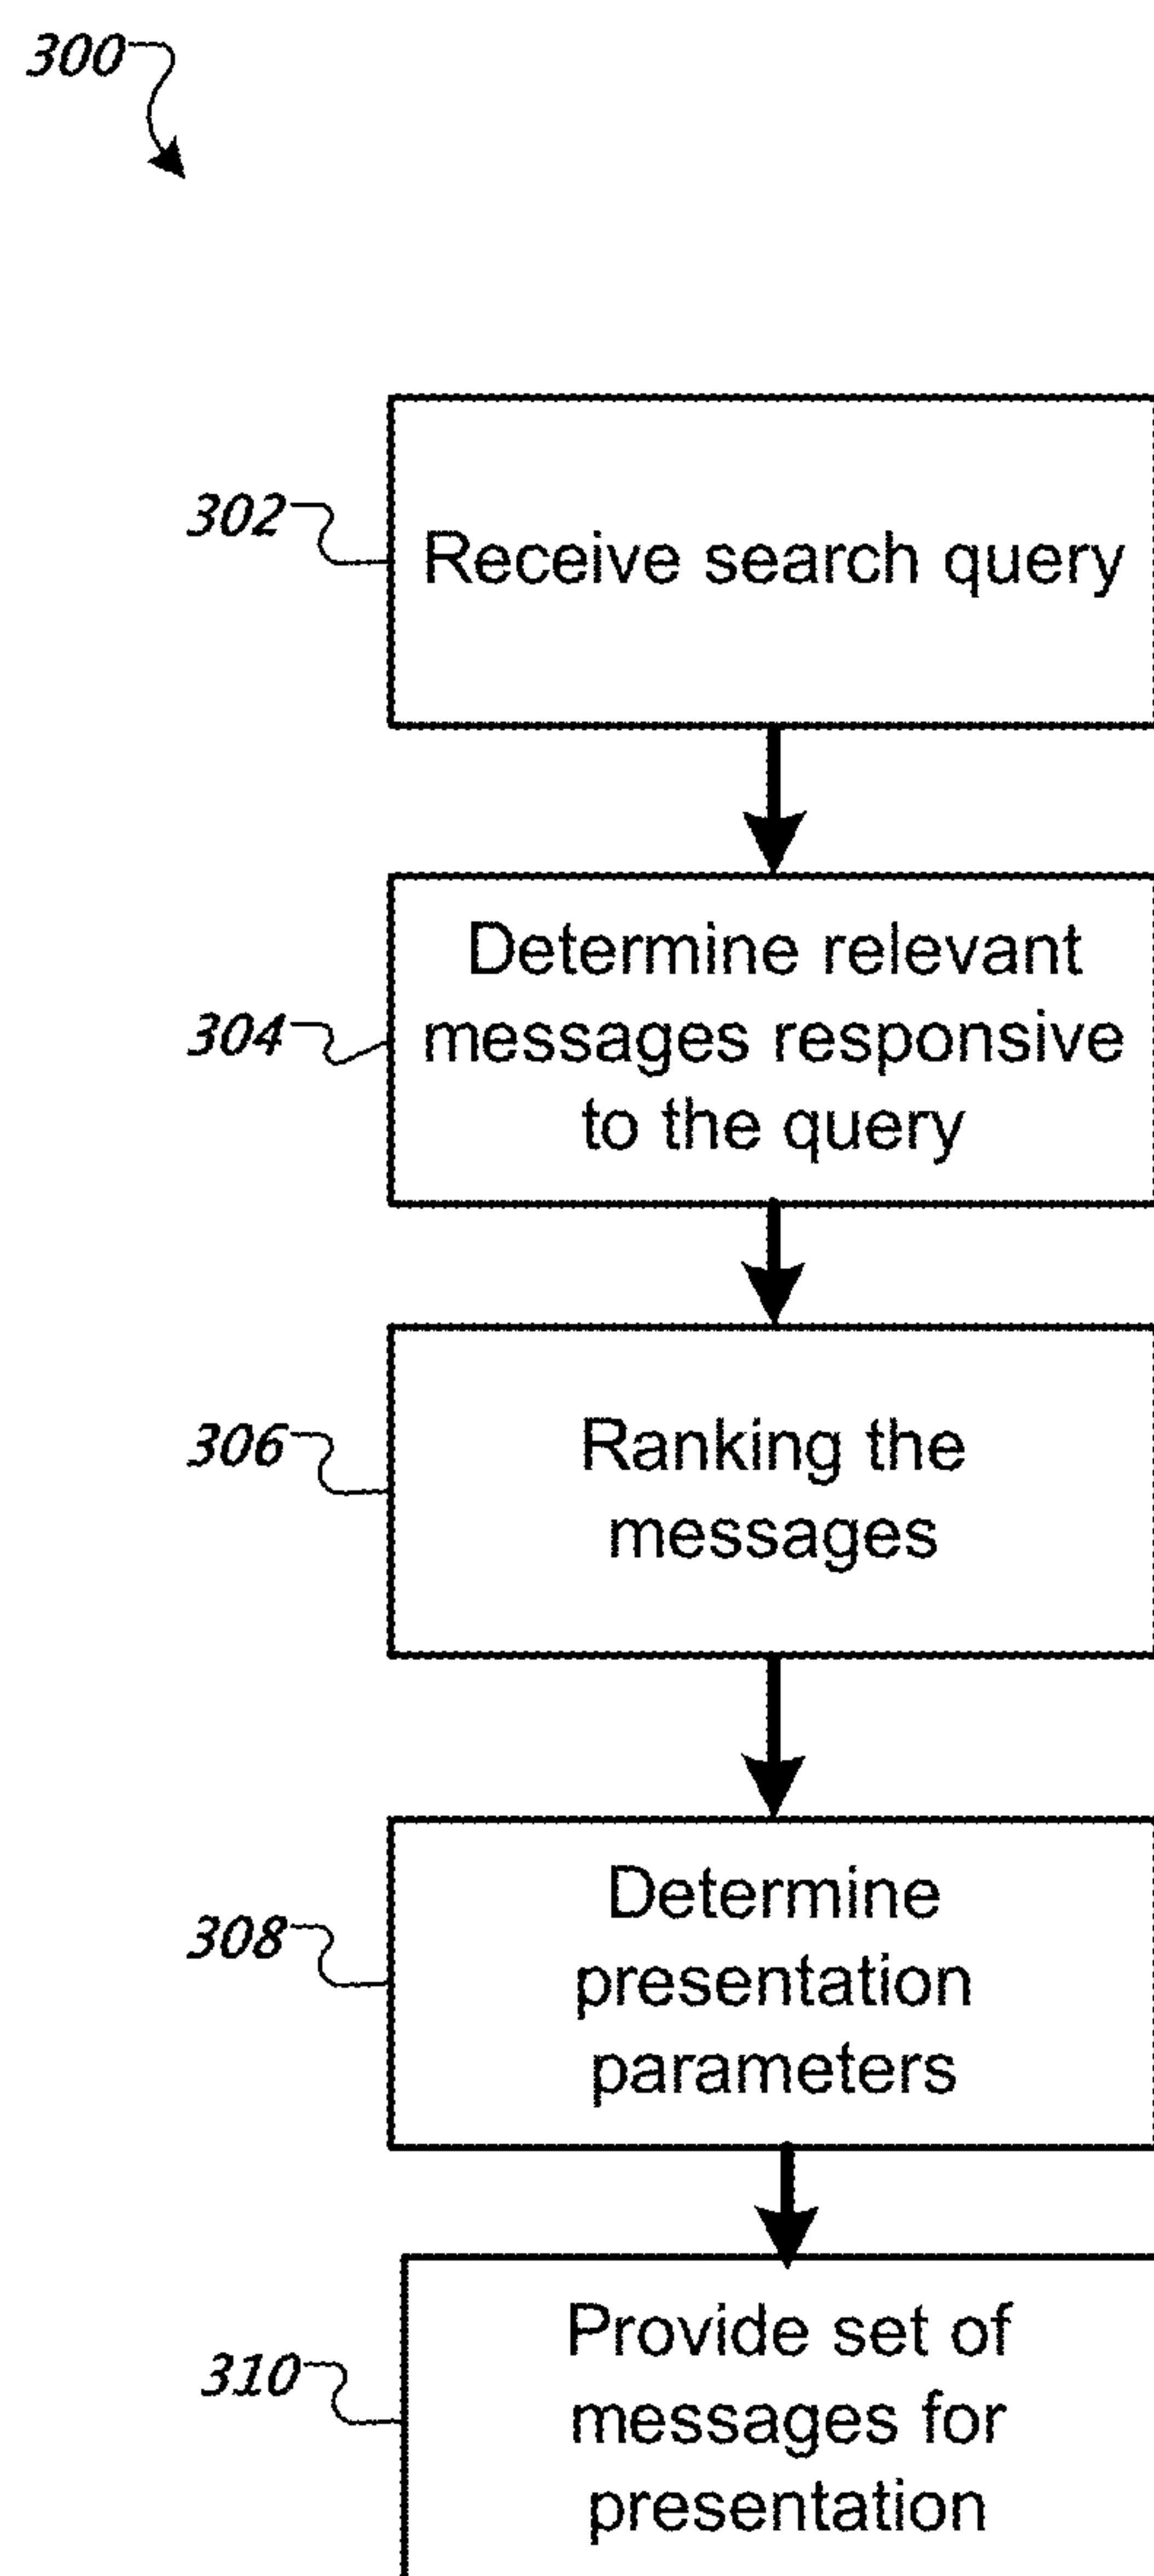 300
302
Receive search query
304
Determine relevant
messages responsive
to the query
306
Ranking the
messages
308
Determine
presentation
parameters
310
Provide set of
messages for
presentation